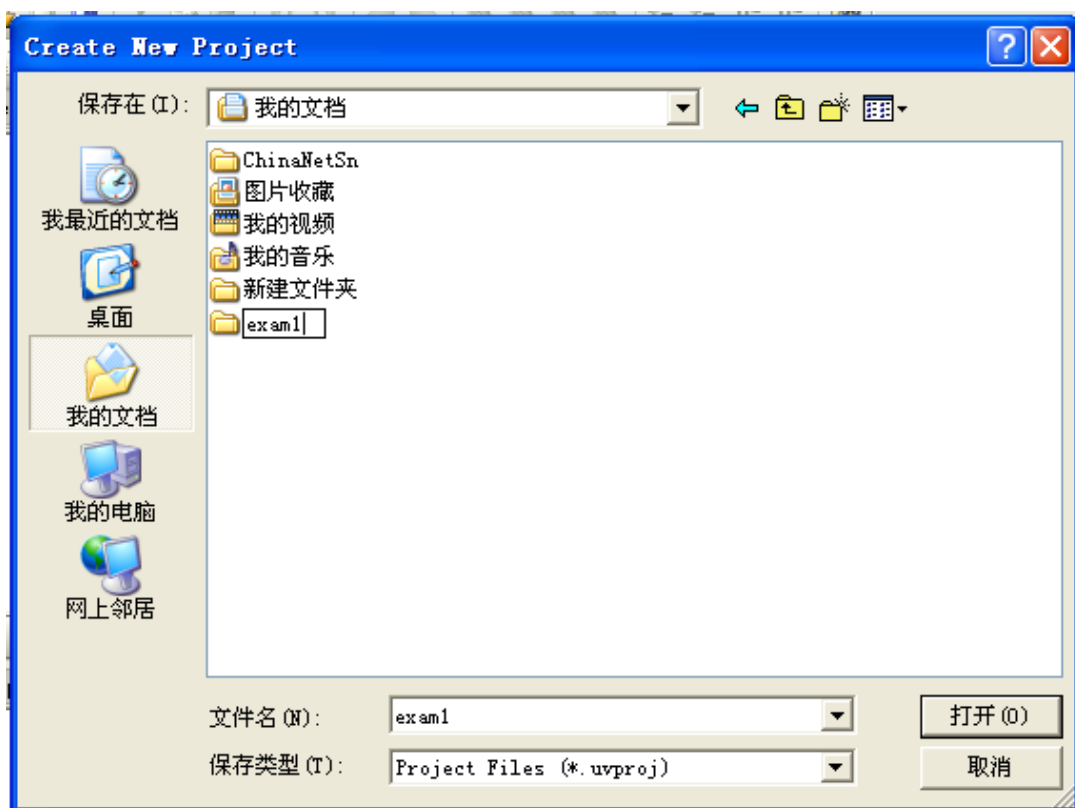 Create New Project
保存在(I):
我的文档
ChinaNetSn
图片收藏
我的视频
我的音乐
新建文件夹
exam1
我最近的文档
桌面
我的文档
我的电脑
网上邻居
文件名(N):
exam1
打开(O)
保存类型(T):
Project Files (*.uvproj)
取消